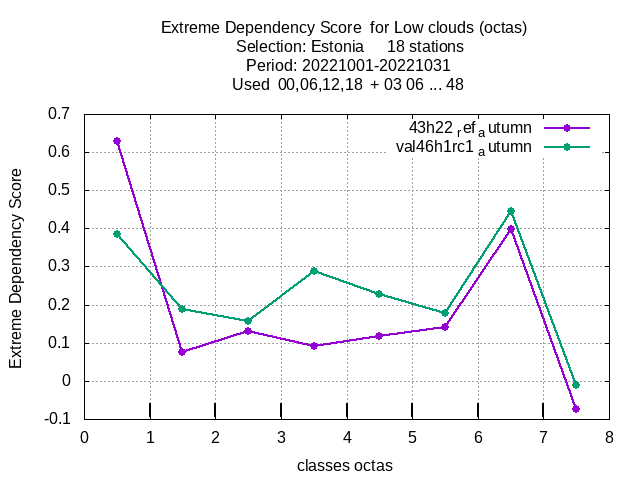 Extreme Dependency Score  for Low clouds (octas)
Selection: Estonia     18 stations
Period: 20221001-20221031
Used  00,06,12,18  + 03 06 ... 48
43h22 ref autumn
val46h1rc1 autumn
Extreme Dependency Score
0.7
0.6
0.5
0.4
0.3
0.2
0.1
0
-0.1
0 1 2 3 4 5 6 7 8
classes octas